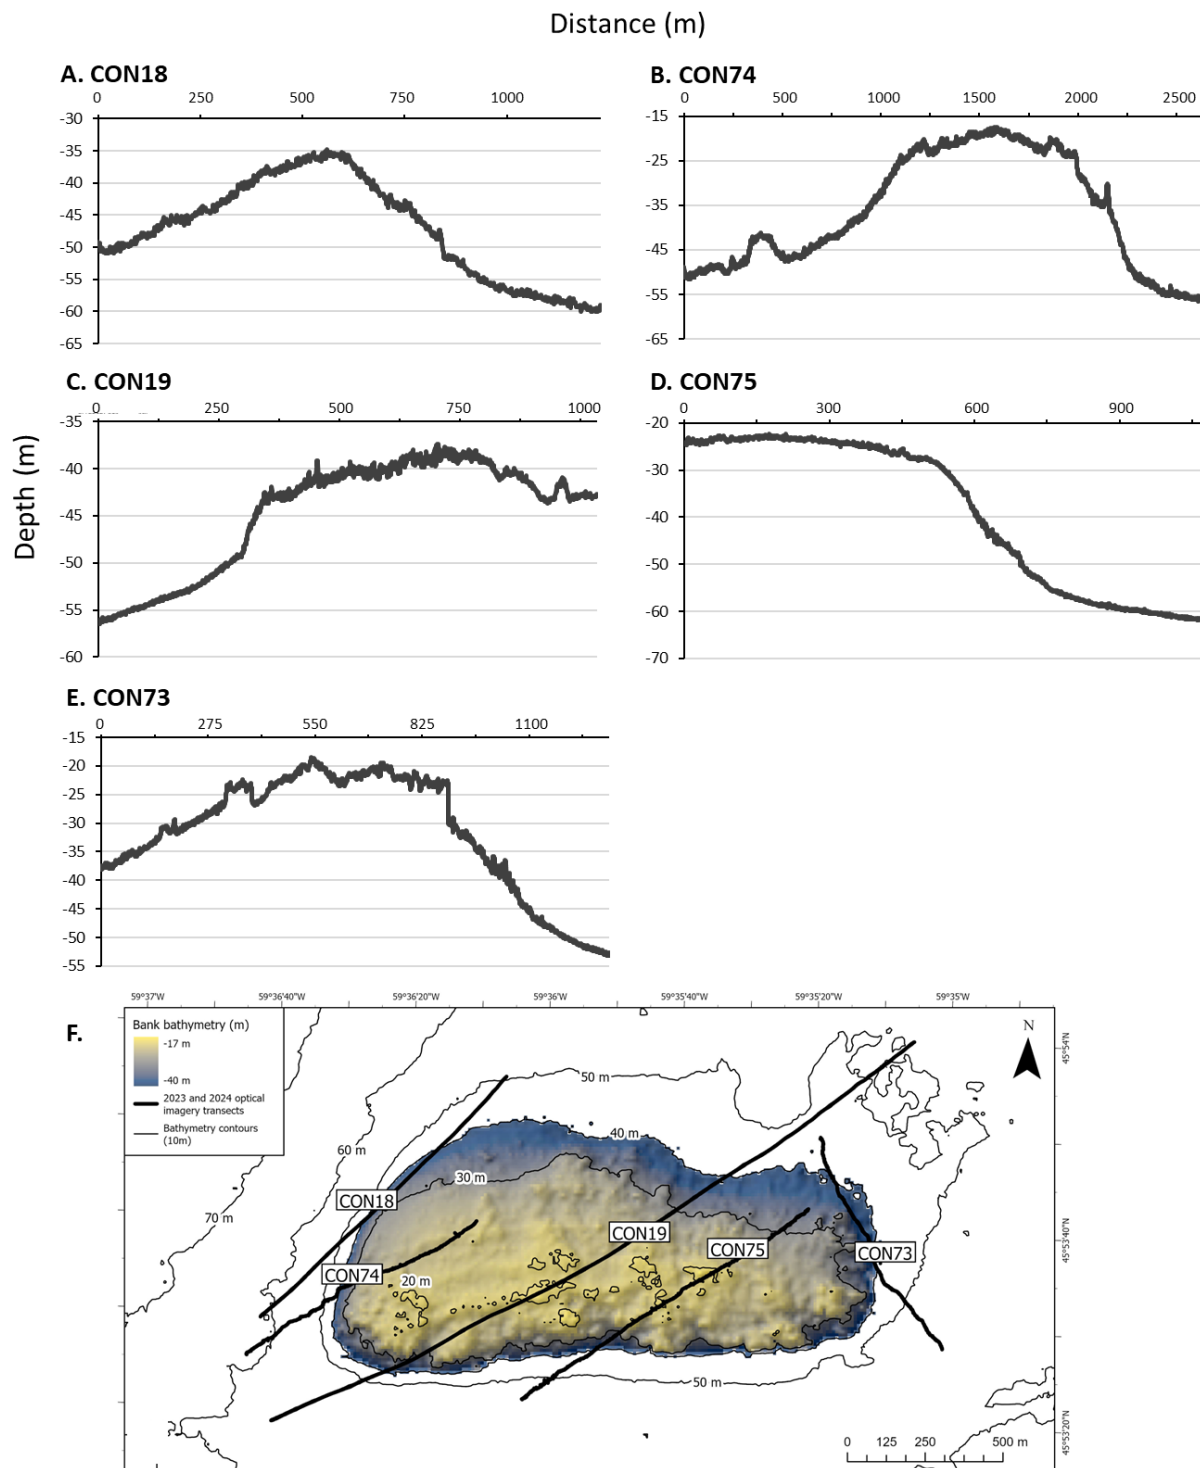 Distance (m)
A. CON18
0 250 500 750 1000
-30
-35
-40
-45
-50
-55
-60
-65
B. CON74
0 500 1000 1500 2000 2500
-15
-25
-35
-45
-55
-65
Depth (m)
C. CON19
0 250 500 750 1000
-35
-40
-45
-50
-55
-60
D. CON75
0 300 600 900
-20
-30
-40
-50
-60
-70
E. CON73
0 275 550 825 1100
-15
-20
-25
-30
-35
-40
-45
-50
-55
F.
59°37'W 59°36'40"W 59°36'20"W 59°36'W 59°35'40"W 59°35'20"W 59°35'W
Bank bathymetry (m)
-17 m
-40 m
2023 and 2024 optical
imagery transects
Bathymetry contours
(10m)
N
45°54'N
50 m
40 m
60 m
30 m
CON18
70 m
CON19
CON75
CON73
45°53'40"N
CON74
20 m
50 m
45°53'20"N
0 125 250 500 m